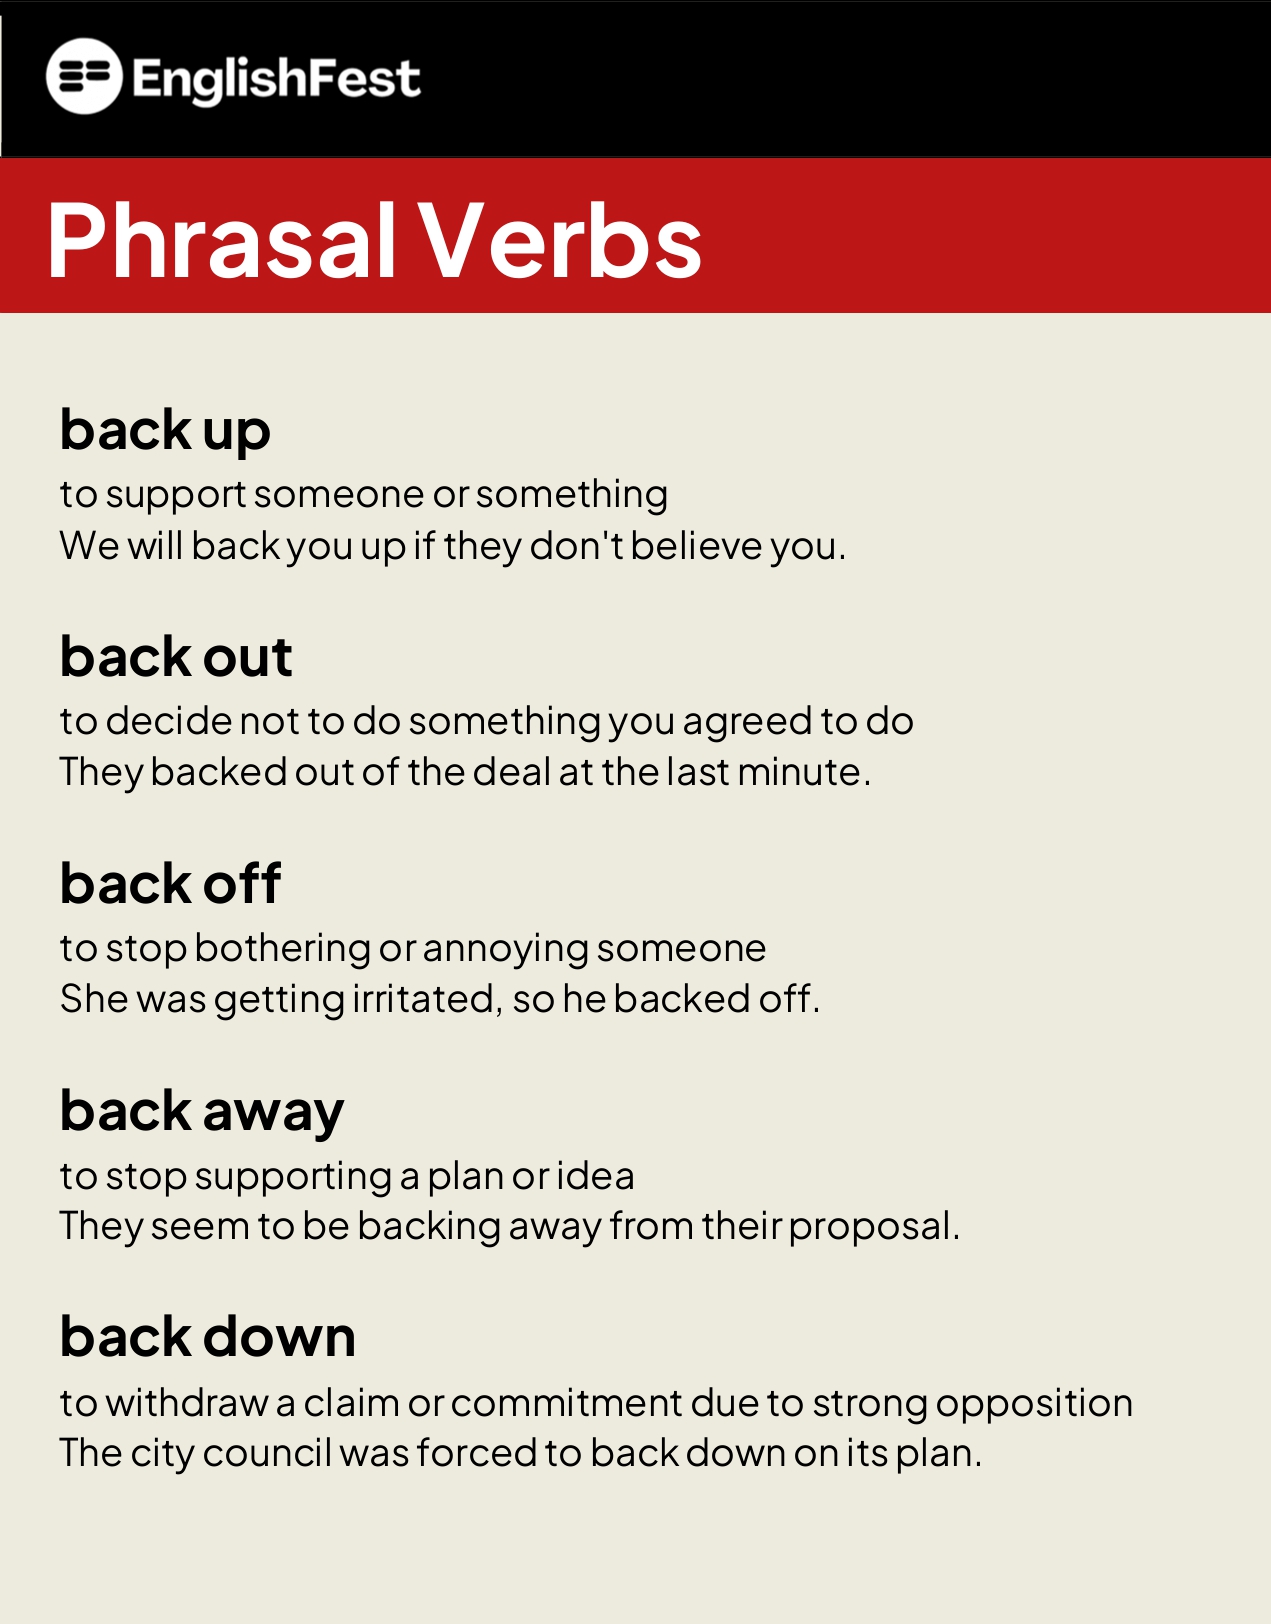 EnglishFest
Phrasal Verbs
back up
to support someone or something
We will back you up if they don't believe you.
back out
to decide not to do something you agreed to do
They backed out of the deal at the last minute.
back off
to stop bothering or annoying someone
She was getting irritated, so he backed off.
back away
to stop supporting a plan or idea
They seem to be backing away from their proposal.
back down
to withdraw a claim or commitment due to strong opposition
The city council was forced to back down on its plan.